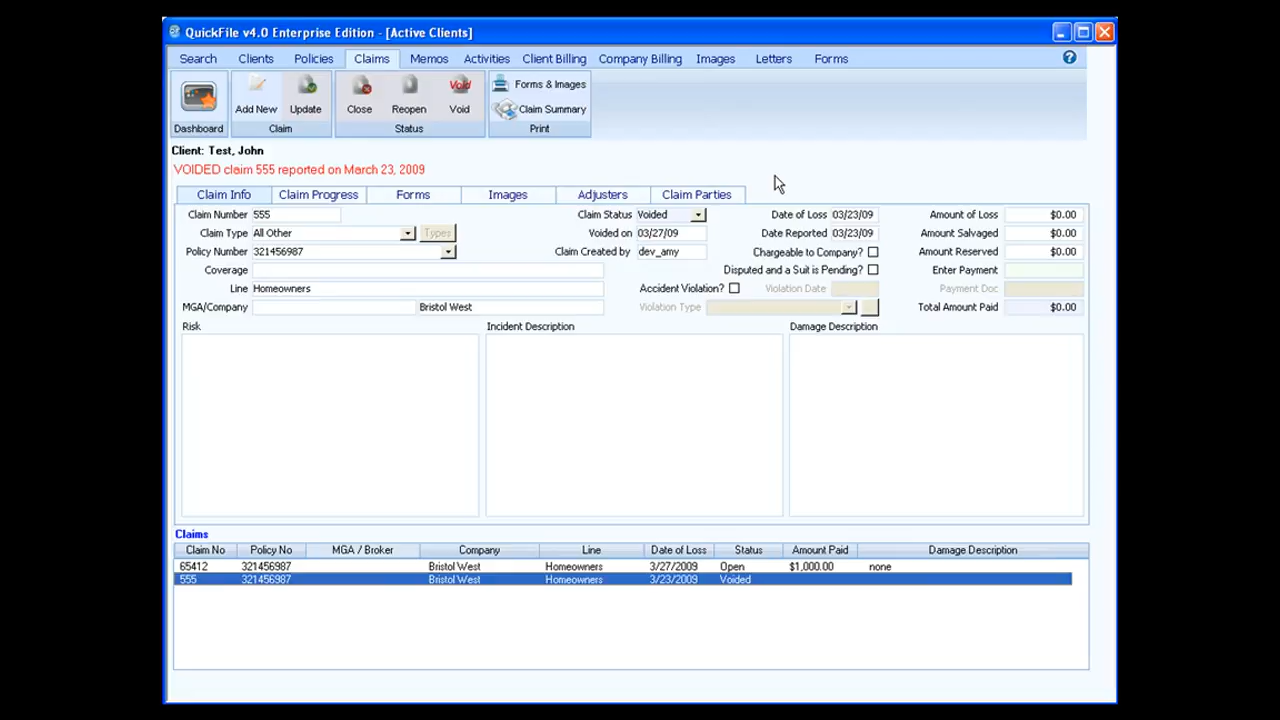 QuickFile v4.0 Enterprise Edition - [Active Clients]
Search Clients Policies Claims Memos Activities Client Billing Company Billing Images Letters Forms
Add New Update Close Reopen Void Void Forms & Images
Claim Summary
Dashboard Claim Status Print
Client: Test, John
VOIDED claim 555 reported on March 23, 2009
Claim Info Claim Progress Forms Images Adjusters Claim Parties
Claim Number 555 Claim Status Voided Date of Loss 03/23/09 Amount of Loss $0.00
Claim Type All Other Types Voided on 03/27/09 Date Reported 03/23/09 Amount Salvaged $0.00
Policy Number 321456987 Claim Created by dev_amy Chargeable to Company? Amount Reserved $0.00
Coverage Disputed and a Suit is Pending? Enter Payment
Line Homeowners Accident Violation? Violation Date Payment Doc
MGA/Company Bristol West Violation Type Total Amount Paid $0.00
Risk Incident Description Damage Description
Claims
Claim No Policy No MGA / Broker Company Line Date of Loss Status Amount Paid Damage Description
65412 321456987 Bristol West Homeowners 3/27/2009 Open $1,000.00 none
555 321456987 Bristol West Homeowners 3/23/2009 Voided